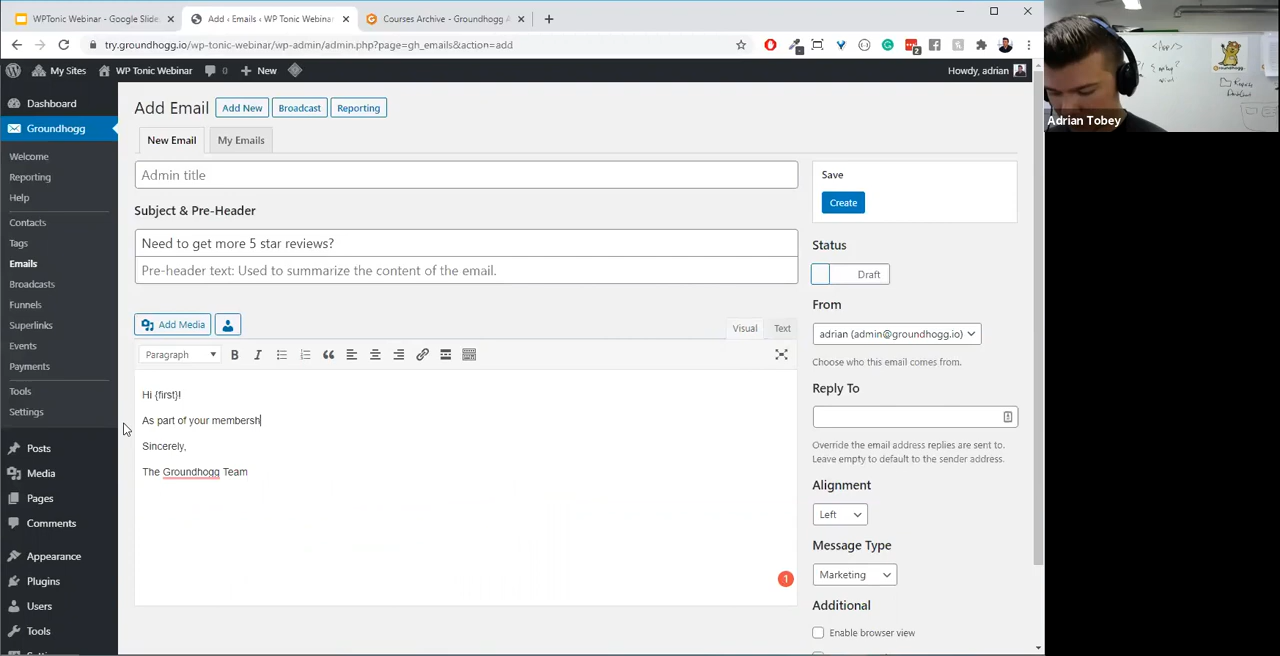 WPTonic Webinar - Google Slide
Add ‹ Emails ‹ WP Tonic Webinar
Courses Archive - Groundhogg A
try.groundhogg.io/wp-tonic-webinar/wp-admin/admin.php?page=gh_emails&action=add
My Sites
WP Tonic Webinar
0
New
Howdy, adrian
Dashboard
Groundhogg
Welcome
Reporting
Help
Contacts
Tags
Emails
Broadcasts
Funnels
Superlinks
Events
Payments
Tools
Settings
Posts
Media
Pages
Comments
Appearance
Plugins
Users
Tools
Add Email
Add New
Broadcast
Reporting
New Email
My Emails
Admin title
Subject & Pre-Header
Need to get more 5 star reviews?
Pre-header text: Used to summarize the content of the email.
Add Media
Visual
Text
Paragraph
Hi {first}!
As part of your membersh
Sincerely,
The Groundhogg Team
1
Save
Create
Status
Draft
From
adrian (admin@groundhogg.io)
Choose who this email comes from.
Reply To
Override the email address replies are sent to.
Leave empty to default to the sender address.
Alignment
Left
Message Type
Marketing
Additional
Enable browser view
Adrian Tobey